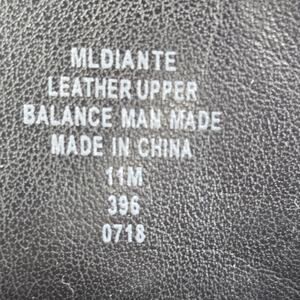 MLDIANTE
LEATHER UPPER
BALANCE MAN MADE
MADE IN CHINA
11M
396
0718